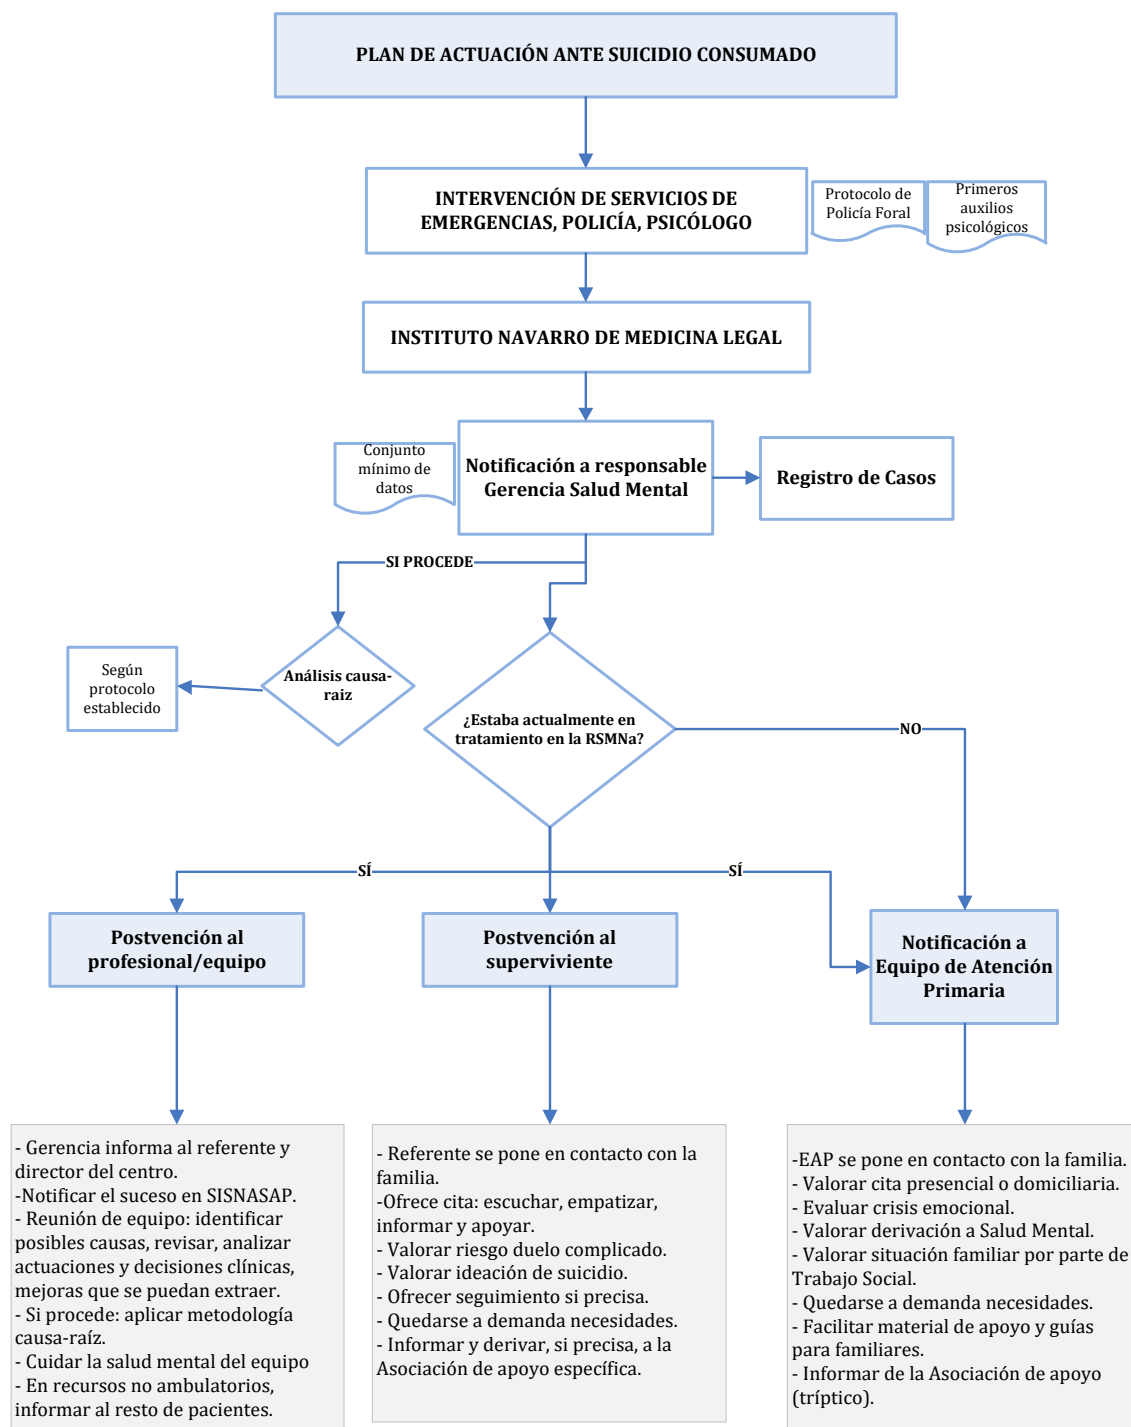 PLAN DE ACTUACIÓN ANTE SUICIDIO CONSUMADO
INTERVENCIÓN DE SERVICIOS DE
EMERGENCIAS, POLICÍA, PSICÓLOGO
Protocolo de
Policía Foral
Primeros
auxilios
psicológicos
INSTITUTO NAVARRO DE MEDICINA LEGAL
Conjunto
mínimo de
datos
Notificación a responsable
Gerencia Salud Mental
Registro de Casos
SI PROCEDE
Según
protocolo
establecido
Análisis causa-
raiz
¿Estaba actualmente en
tratamiento en la RSMNa?
NO
SÍ
SÍ
Postvención al
profesional/equipo
Postvención al
superviviente
Notificación a
Equipo de Atención
Primaria
- Gerencia informa al referente y
director del centro.
-Notificar el suceso en SISNASAP.
- Reunión de equipo: identificar
posibles causas, revisar, analizar
actuaciones y decisiones clínicas,
mejoras que se puedan extraer.
- Si procede: aplicar metodología
causa-raíz.
- Cuidar la salud mental del equipo
- En recursos no ambulatorios,
informar al resto de pacientes.
- Referente se pone en contacto con la
familia.
-Ofrece cita: escuchar, empatizar,
informar y apoyar.
- Valorar riesgo duelo complicado.
- Valorar ideación de suicidio.
- Ofrecer seguimiento si precisa.
- Quedarse a demanda necesidades.
- Informar y derivar, si precisa, a la
Asociación de apoyo específica.
-EAP se pone en contacto con la familia.
- Valorar cita presencial o domiciliaria.
- Evaluar crisis emocional.
- Valorar derivación a Salud Mental.
- Valorar situación familiar por parte de
Trabajo Social.
- Quedarse a demanda necesidades.
- Facilitar material de apoyo y guías
para familiares.
- Informar de la Asociación de apoyo
(tríptico).